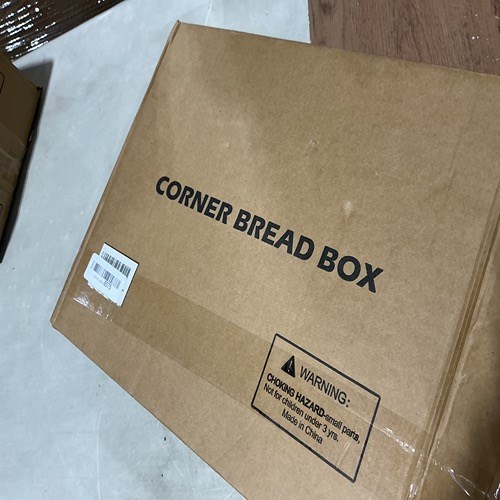 CORNER BREAD BOX
WARNING:
CHOKING HAZARD-small parts,
Not for children under 3 yrs.
Made in China